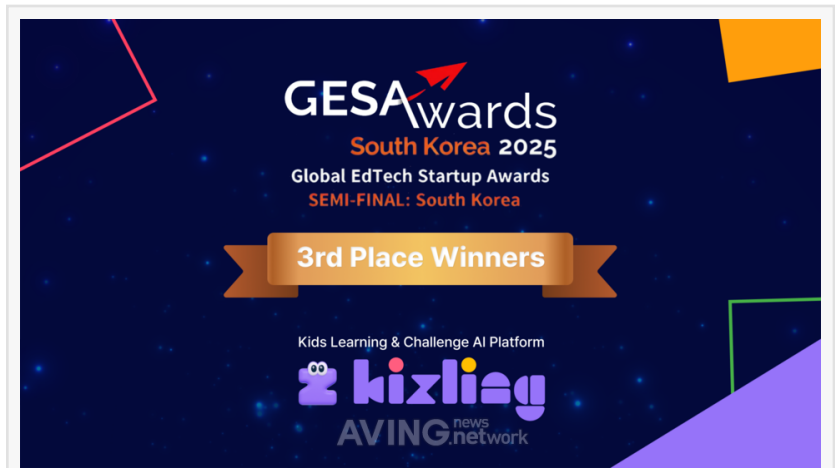 GESAwards
South Korea 2025
Global EdTech Startup Awards
SEMI-FINAL: South Korea
3rd Place Winners
Kids Learning & Challenge AI Platform
kizling
AVING news network